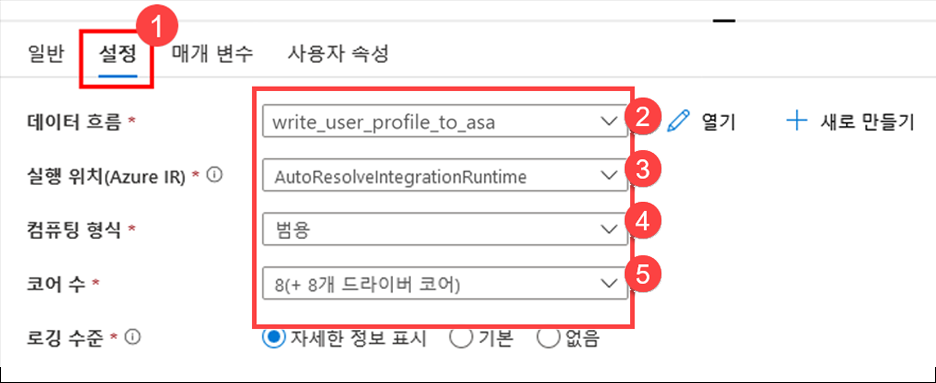 1
일반 설정 매개 변수 사용자 속성
데이터 흐름 * write_user_profile_to_asa 2 열기 새로 만들기
실행 위치(Azure IR) * AutoResolveIntegrationRuntime 3
컴퓨팅 형식 * 범용 4
코어 수 * 8(+ 8개 드라이버 코어) 5
로깅 수준 * 자세한 정보 표시 기본 없음